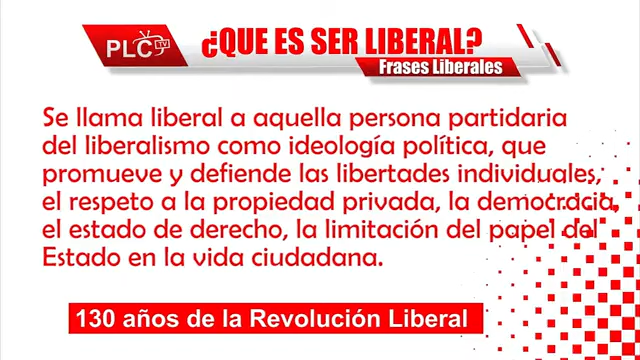 PLC TV
¿QUE ES SER LIBERAL?
Frases Liberales
Se llama liberal a aquella persona partidaria
del liberalismo como ideología política, que
promueve y defiende las libertades individuales,
el respeto a la propiedad privada, la democracia,
el estado de derecho, la limitación del papel del
Estado en la vida ciudadana.
130 años de la Revolución Liberal